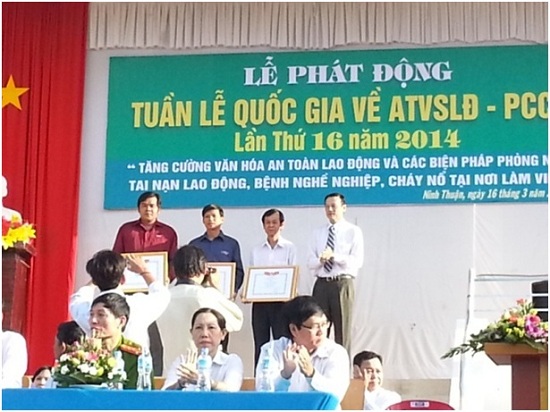 LỄ PHÁT ĐỘNG
TUẦN LỄ QUỐC GIA VỀ ATVSLĐ - PCC
Lần Thứ 16 năm 2014
"TĂNG CƯỜNG VĂN HÓA AN TOÀN LAO ĐỘNG VÀ CÁC BIỆN PHÁP PHÒNG N
TAI NẠN LAO ĐỘNG, BỆNH NGHỀ NGHIỆP, CHÁY NỔ TẠI NƠI LÀM VI
Ninh Thuận, ngày 16 tháng 3 năm